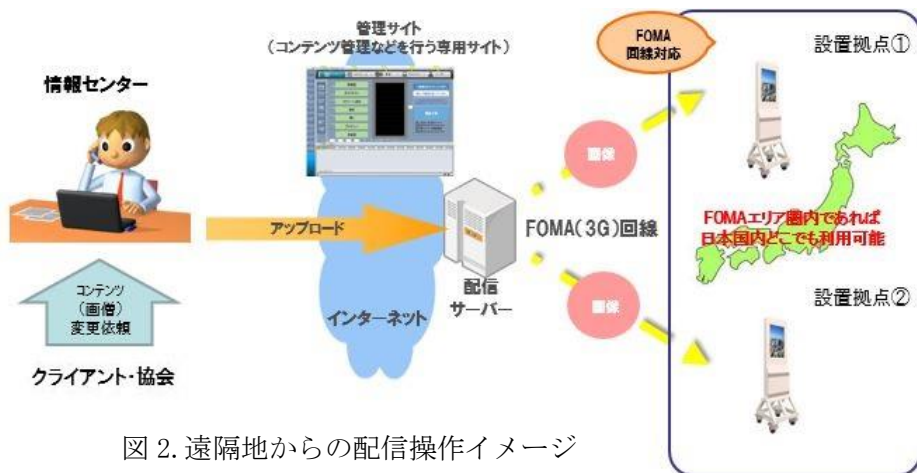 管理サイト
(コンテンツ管理などを行う専用サイト)
FOMA
回線対応
設置拠点①
情報センター
画像
アップロード
FOMA(3G)回線
FOMAエリア圏内であれば
日本国内どこでも利用可能
コンテンツ
(画僧)
変更依頼
配信
サーバー
インターネット
画像
設置拠点②
クライアント・協会
図 2. 遠隔地からの配信操作イメージ